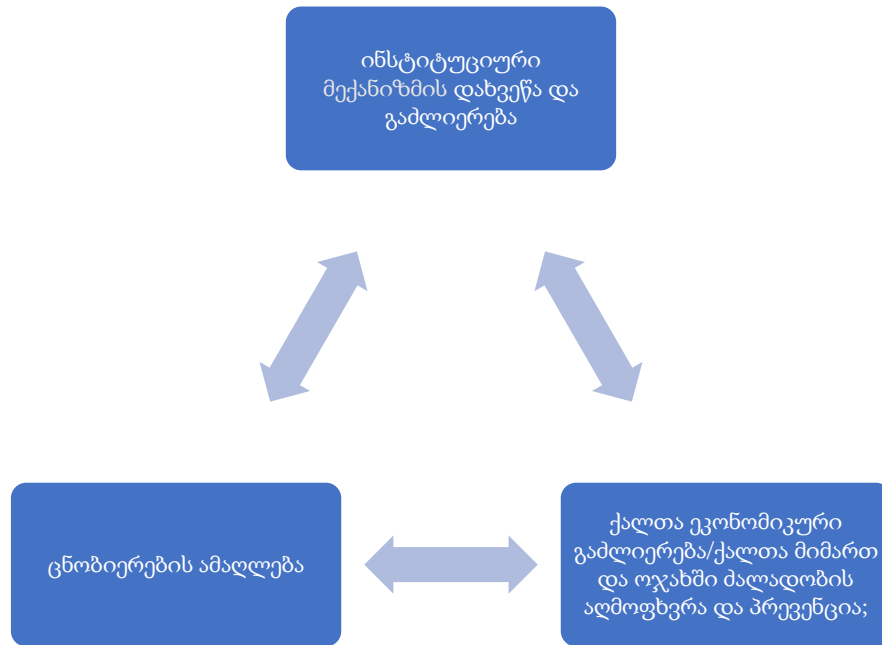 ინსტიტუციური
მექანიზმის დახვეწა და
გაძლიერება
ცნობიერების ამაღლება
ქალთა ეკონომიკური
გაძლიერება/ქალთა მიმართ
და ოჯახში ძალადობის
აღმოფხვრა და პრევენცია;